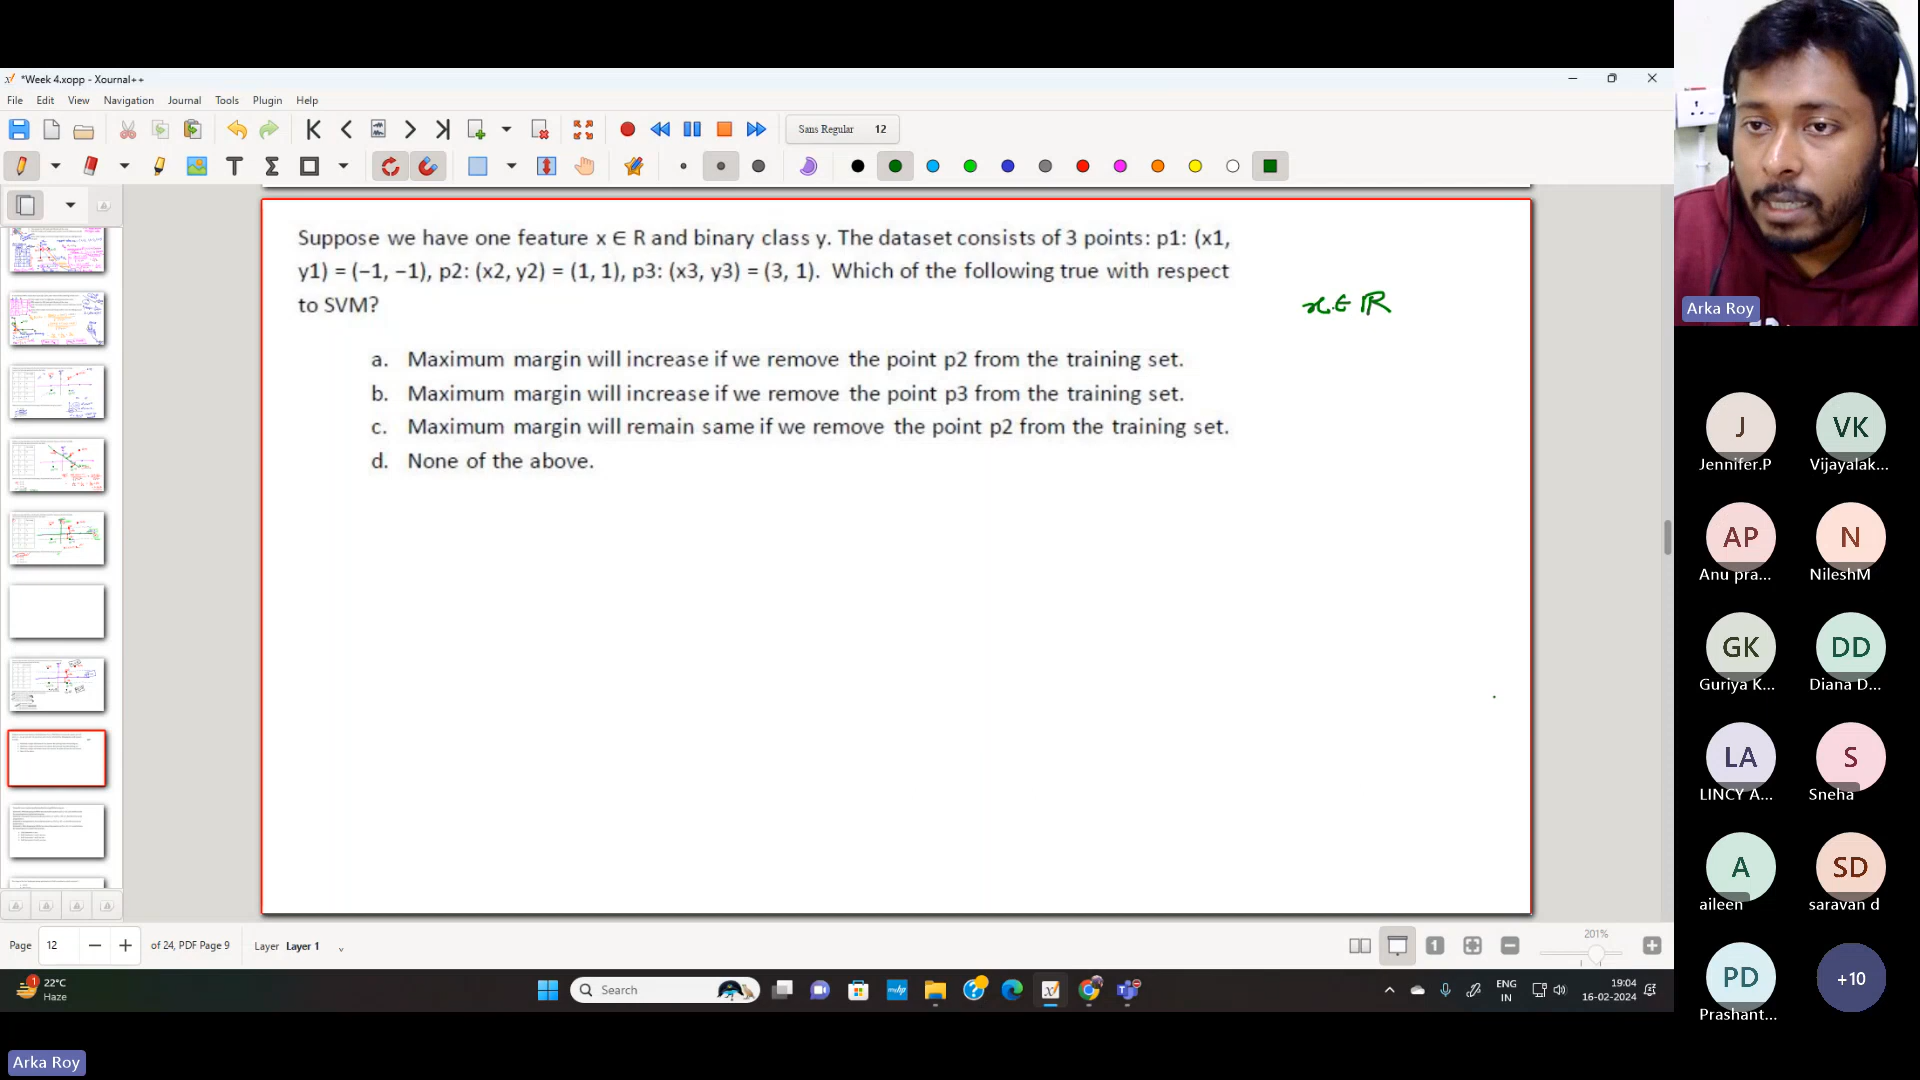 *Week 4.xopp - Xournal++
File Edit View Navigation Journal Tools Plugin Help
Sans Regular 12
Suppose we have one feature x ∈ R and binary class y. The dataset consists of 3 points: p1: (x1,
y1) = (−1, −1), p2: (x2, y2) = (1, 1), p3: (x3, y3) = (3, 1). Which of the following true with respect
to SVM?
x ∈ ℝ
a. Maximum margin will increase if we remove the point p2 from the training set.
b. Maximum margin will increase if we remove the point p3 from the training set.
c. Maximum margin will remain same if we remove the point p2 from the training set.
d. None of the above.
Page 12 of 24, PDF Page 9 Layer Layer 1
201%
1
22°C
Haze
Search
ENG
IN
19:04
16-02-2024
Arka Roy
J
Jennifer.P
VK
Vijayalak...
AP
Anu pra...
N
NileshM
GK
Guriya K...
DD
Diana D...
LA
LINCY A...
S
Sneha
A
aileen
SD
saravan d
PD
Prashant...
+10
Arka Roy